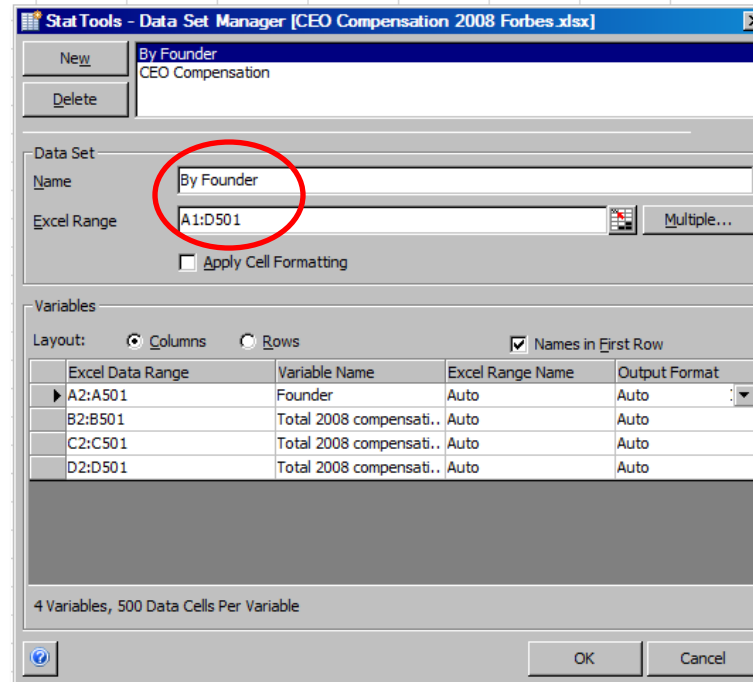 StatTools - Data Set Manager [CEO Compensation 2008 Forbes.xlsx]
New
By Founder
CEO Compensation
Delete
Data Set
Name
By Founder
Excel Range
A1:D501
Multiple...
Apply Cell Formatting
Variables
Layout: Columns Rows Names in First Row
Excel Data Range Variable Name Excel Range Name Output Format
A2:A501 Founder Auto Auto
B2:B501 Total 2008 compensati.. Auto Auto
C2:C501 Total 2008 compensati.. Auto Auto
D2:D501 Total 2008 compensati.. Auto Auto
4 Variables, 500 Data Cells Per Variable
OK Cancel